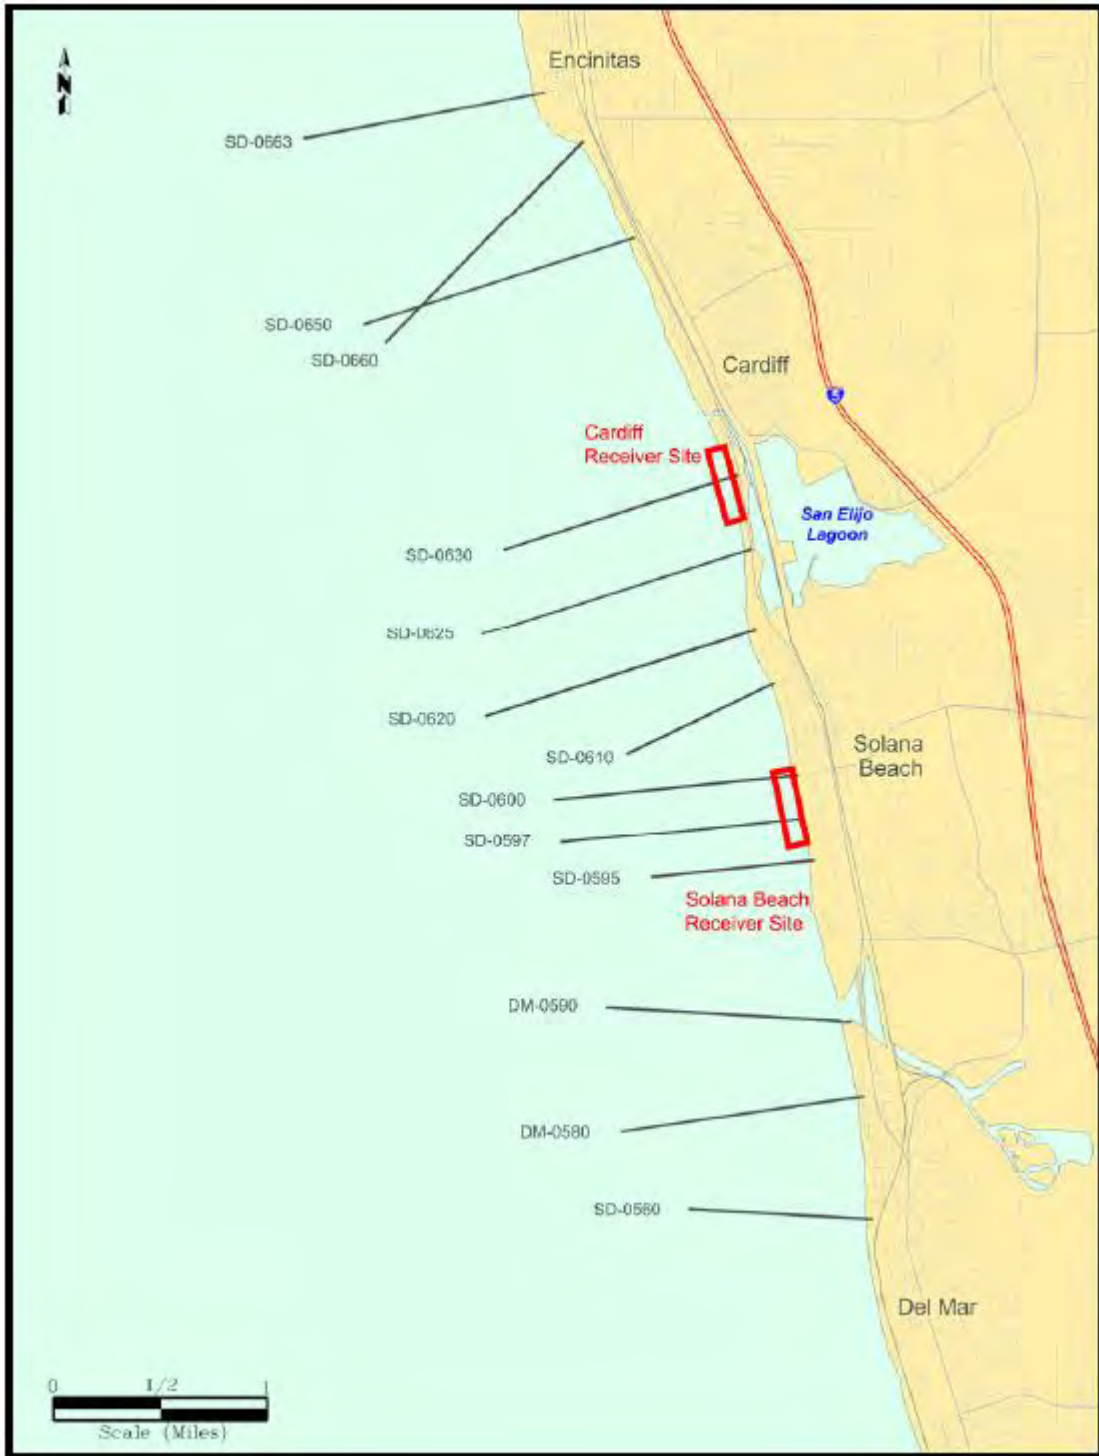 Encinitas
N
SD-0663
SD-0650
SD-0660
Cardiff
5
Cardiff
Receiver Site
San Elijo
Lagoon
SD-0630
SD-0625
SD-0620
SD-0610
Solana
Beach
SD-0600
SD-0597
SD-0595
Solana Beach
Receiver Site
DM-0590
DM-0580
SD-0560
Del Mar
0 1/2 1
Scale (Miles)